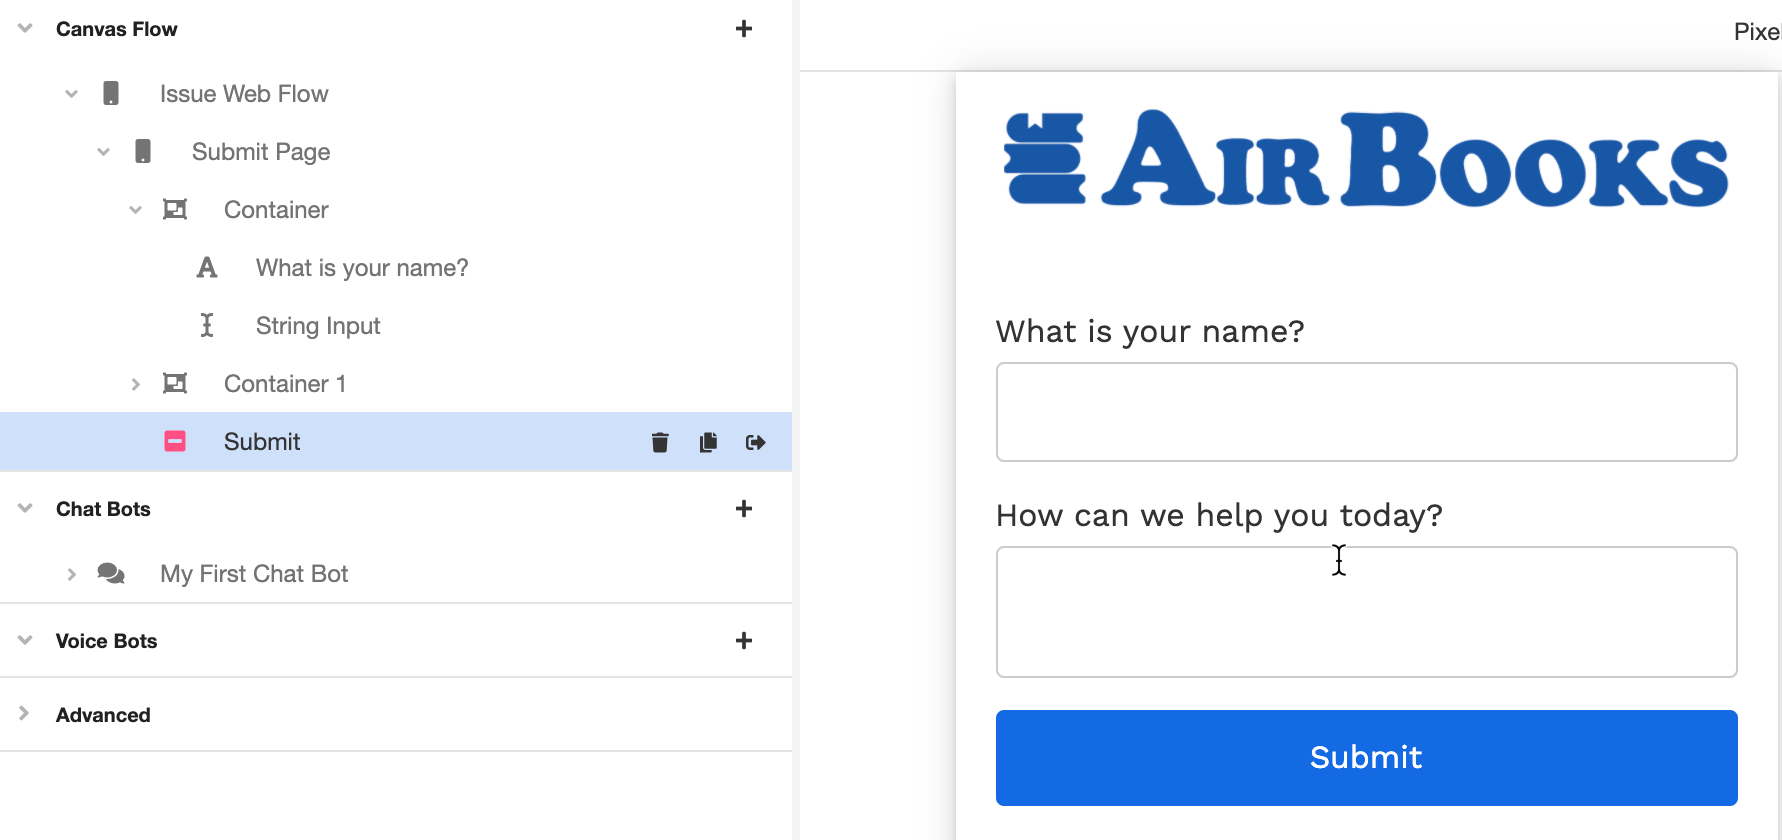 Canvas Flow
Issue Web Flow
Submit Page
Container
What is your name?
String Input
Container 1
Submit
Chat Bots
My First Chat Bot
Voice Bots
Advanced
AIR BOOKS
What is your name?
How can we help you today?
Submit